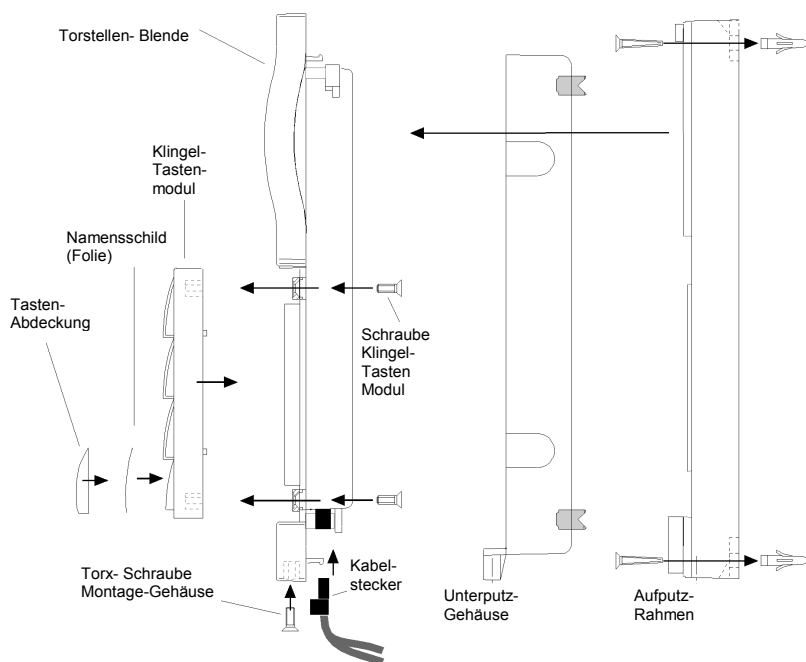 Torstellen- Blende
Klingel-
Tasten-
modul
Namensschild
(Folie)
Tasten-
Abdeckung
Schraube
Klingel-
Tasten
Modul
Torx- Schraube
Montage-Gehäuse
Kabel-
stecker
Unterputz-
Gehäuse
Aufputz-
Rahmen